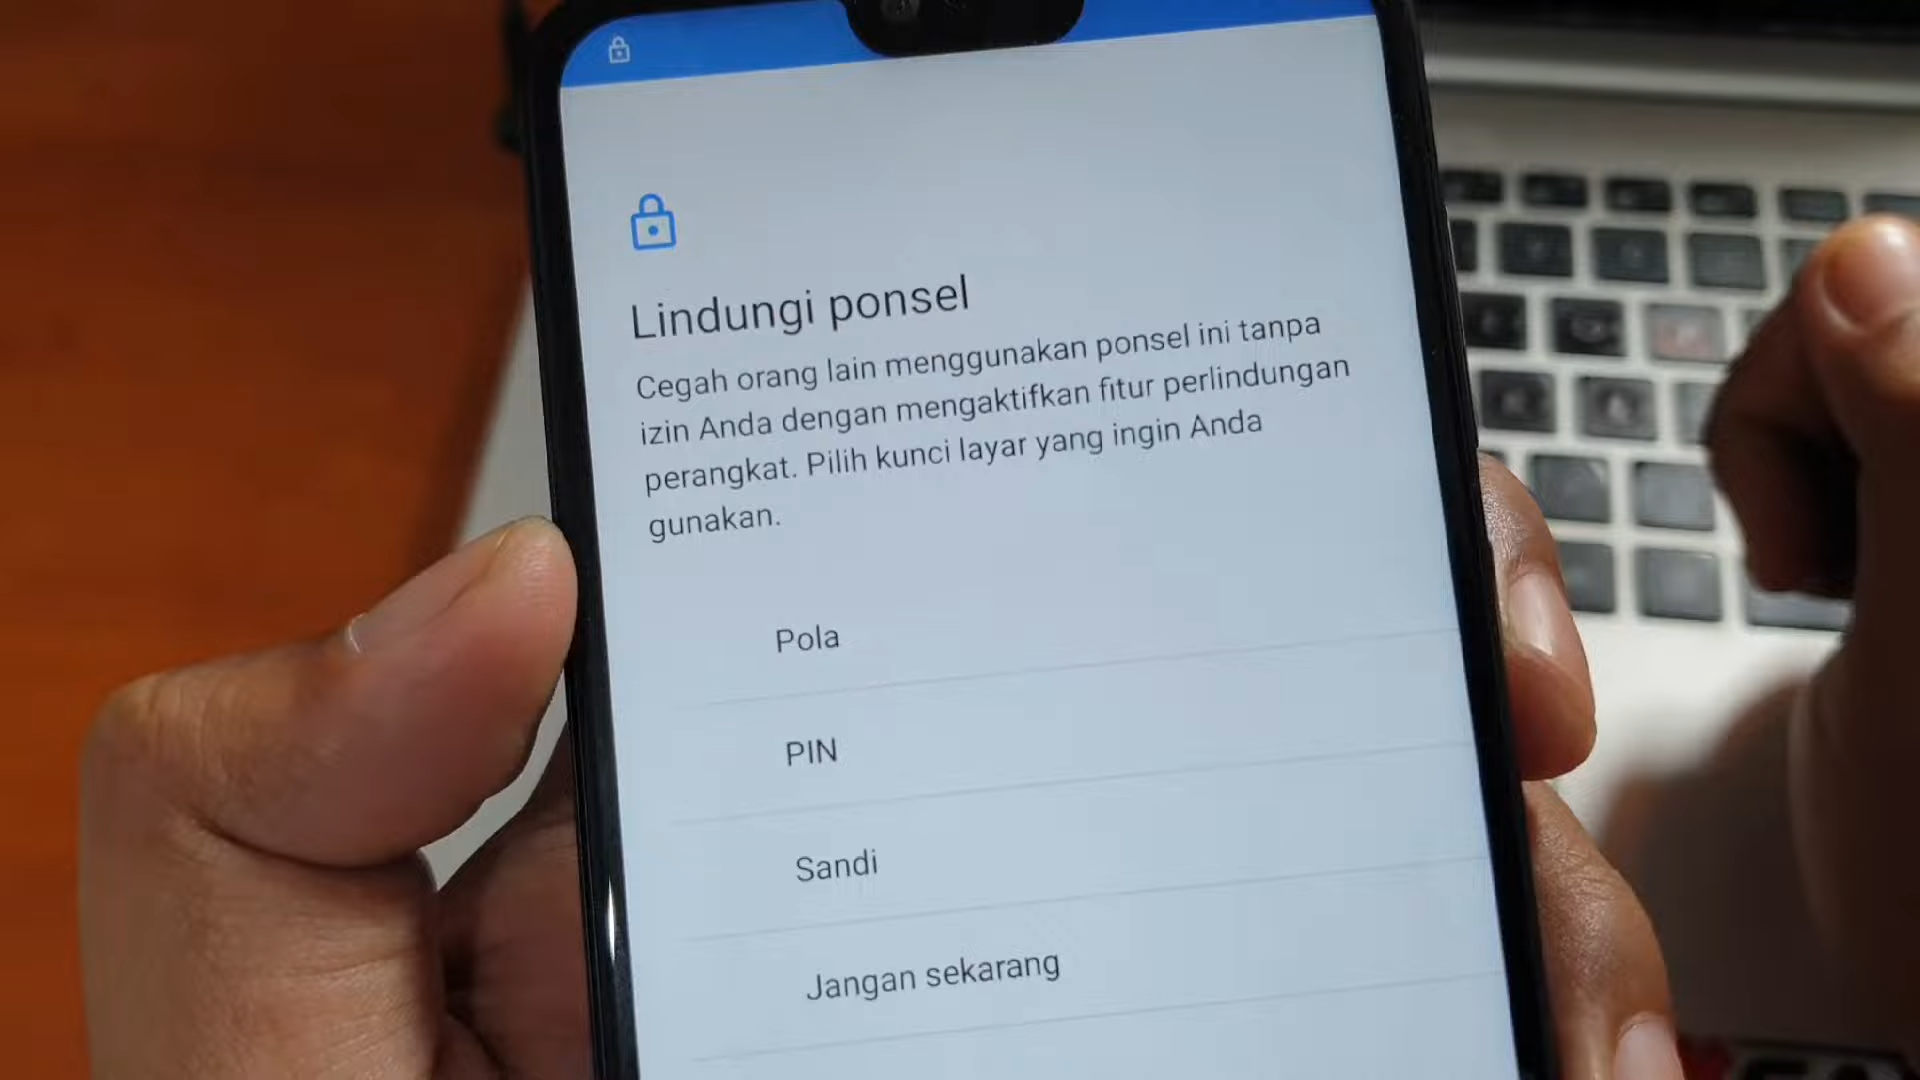 Lindungi ponsel
Cegah orang lain menggunakan ponsel ini tanpa
izin Anda dengan mengaktifkan fitur perlindungan
perangkat. Pilih kunci layar yang ingin Anda
gunakan.
Pola
PIN
Sandi
Jangan sekarang